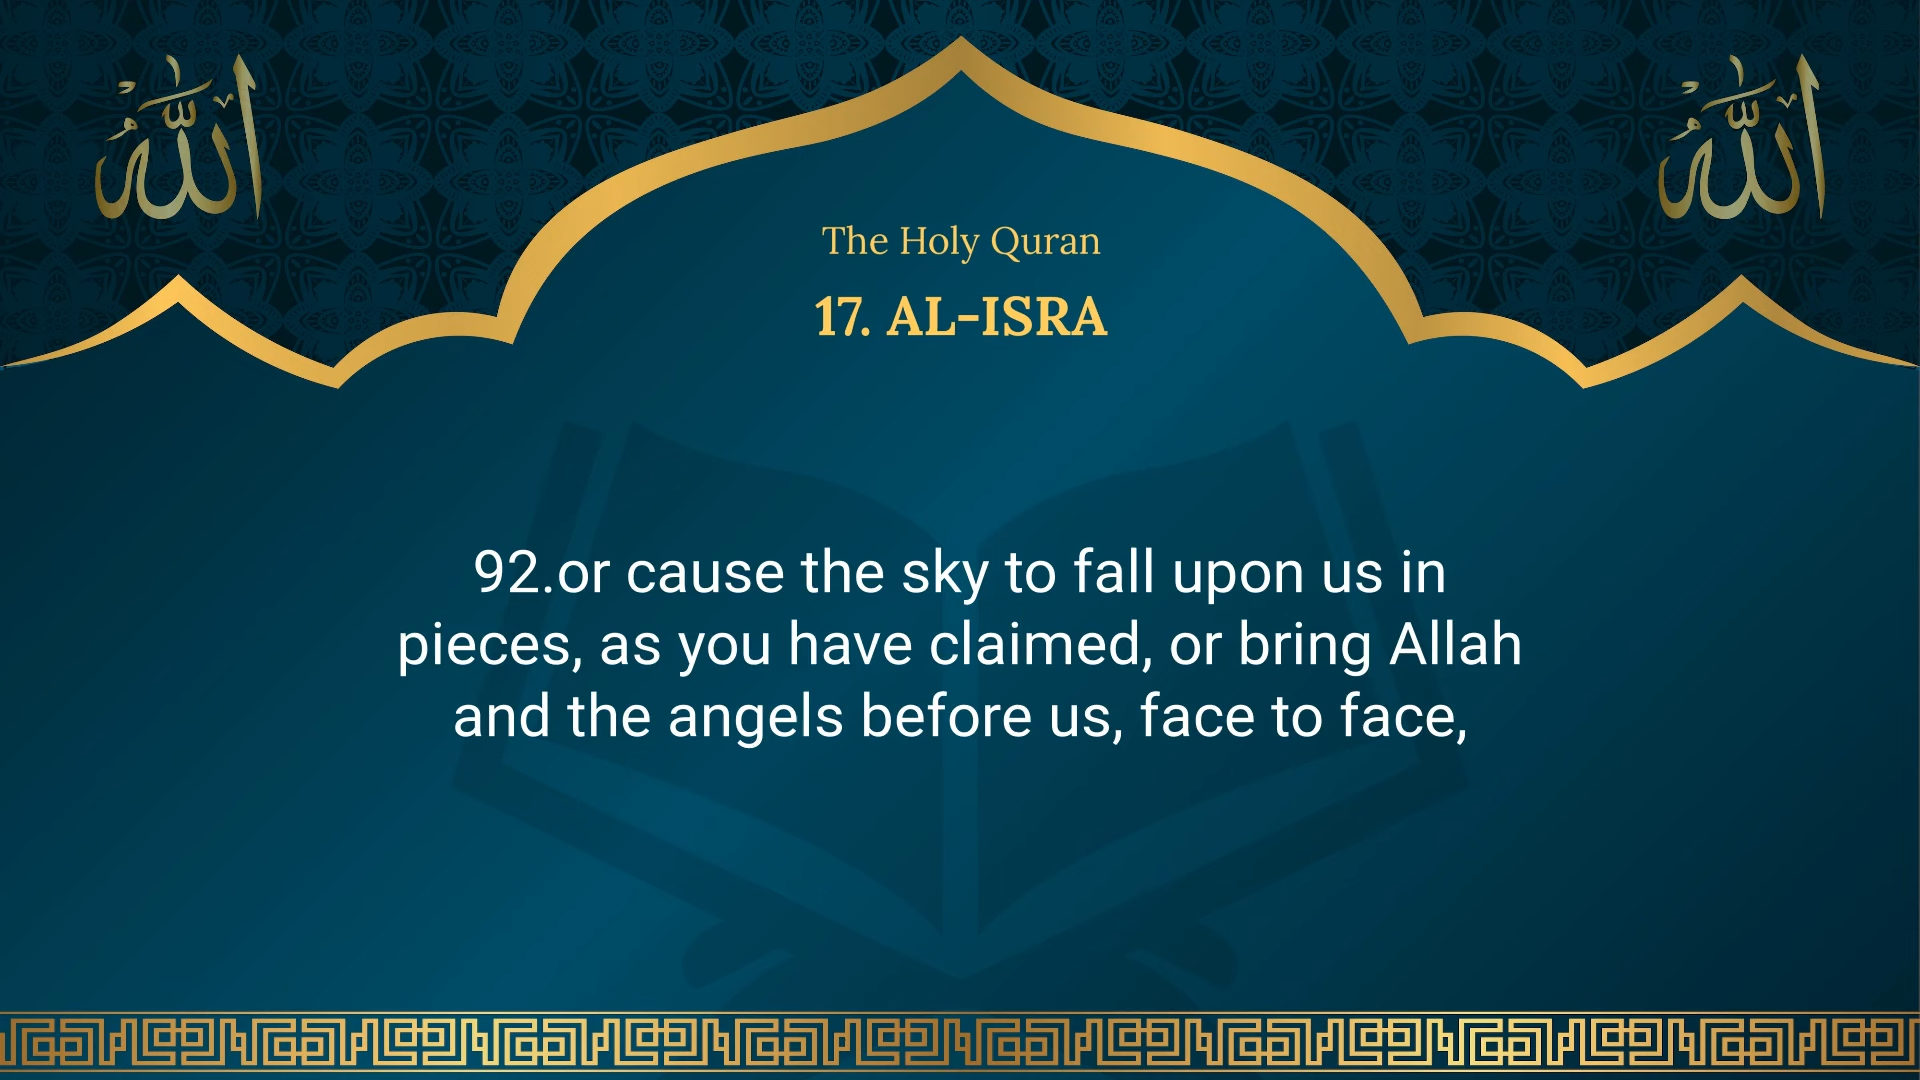 الله
الله
The Holy Quran
17. AL-ISRA
92.or cause the sky to fall upon us in
pieces, as you have claimed, or bring Allah
and the angels before us, face to face,